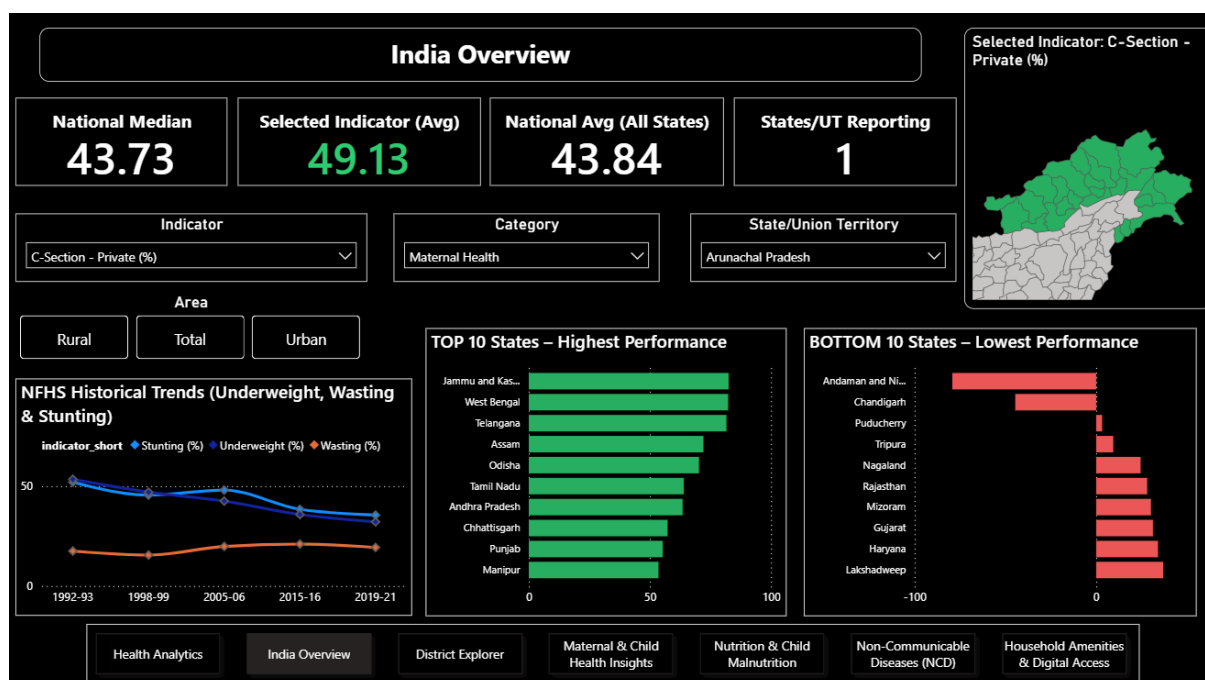 India Overview
Selected Indicator: C-Section -
Private (%)
National Median
43.73
Selected Indicator (Avg)
49.13
National Avg (All States)
43.84
States/UT Reporting
1
Indicator
C-Section - Private (%)
Category
Maternal Health
State/Union Territory
Arunachal Pradesh
Area
Rural
Total
Urban
NFHS Historical Trends (Underweight, Wasting
& Stunting)
indicator_short Stunting (%) Underweight (%) Wasting (%)
50
0
1992-93 1998-99 2005-06 2015-16 2019-21
TOP 10 States – Highest Performance
Jammu and Kas...
West Bengal
Telangana
Assam
Odisha
Tamil Nadu
Andhra Pradesh
Chhattisgarh
Punjab
Manipur
0 50 100
BOTTOM 10 States – Lowest Performance
Andaman and Ni...
Chandigarh
Puducherry
Tripura
Nagaland
Rajasthan
Mizoram
Gujarat
Haryana
Lakshadweep
-100 0
Health Analytics
India Overview
District Explorer
Maternal & Child
Health Insights
Nutrition & Child
Malnutrition
Non-Communicable
Diseases (NCD)
Household Amenities
& Digital Access